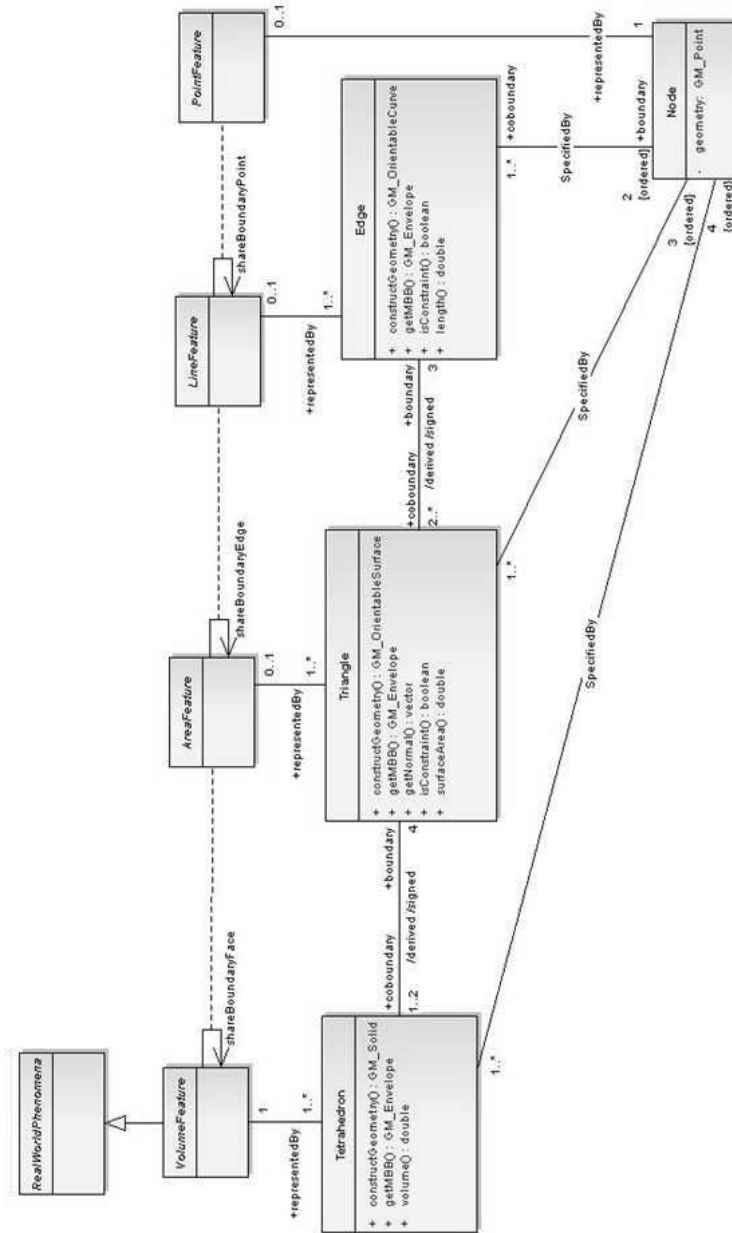 RealWorldPhenomena
VolumeFeature
AreaFeature
LineFeature
PointFeature
shareBoundaryFace
shareBoundaryEdge
shareBoundaryPoint
1
+representedBy
1..*
0..1
+representedBy
1..*
0..1
+representedBy
1..*
0..1
+representedBy
1
Tetrahedron
+ constructGeometry() : GM_Solid
+ getMBB() : GM_Envelope
+ volume() : double
+coboundary
1..2
/derived /signed
+boundary
4
Triangle
+ constructGeometry() : GM_OrientableSurface
+ getMBB() : GM_Envelope
+ getNormal() : vector
+ isConstraint() : boolean
+ surfaceArea() : double
+coboundary
2..*
/derived /signed
+boundary
3
Edge
+ constructGeometry() : GM_OrientableCurve
+ getMBB() : GM_Envelope
+ isConstraint() : boolean
+ length() : double
+coboundary
1..*
SpecifiedBy
+boundary
2
{ordered}
1..*
SpecifiedBy
3
{ordered}
1..*
SpecifiedBy
4
{ordered}
Node
- geometry: GM_Point